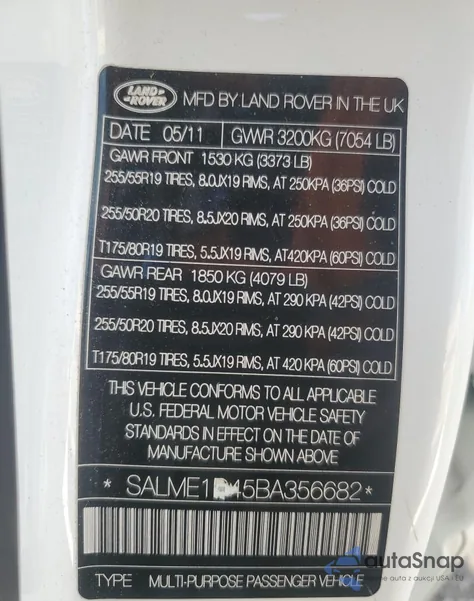 LAND
ROVER
MFD BY LAND ROVER IN THE UK
DATE 05/11 GWWR 3200KG (7054 LB)
GAWR FRONT 1530 KG (3373 LB)
255/55R19 TIRES, 8.0JX19 RIMS, AT 250KPA (36PSI) COLD
255/50R20 TIRES, 8.5JX20 RIMS, AT 250KPA (36PSI) COLD
T175/80R19 TIRES, 5.5JX19 RIMS, AT420KPA (60PSI) COLD
GAWR REAR 1850 KG (4079 LB)
255/55R19 TIRES, 8.0JX19 RIMS, AT 290 KPA (42PSI) COLD
255/50R20 TIRES, 8.5JX20 RIMS, AT 290 KPA (42PSI) COLD
T175/80R19 TIRES, 5.5JX19 RIMS, AT 420 KPA (60PSI) COLD
THIS VEHICLE CONFORMS TO ALL APPLICABLE
U.S. FEDERAL MOTOR VEHICLE SAFETY
STANDARDS IN EFFECT ON THE DATE OF
MANUFACTURE SHOWN ABOVE
TYPE MULTI-PURPOSE PASSENGER VEHICLE
autoSnap